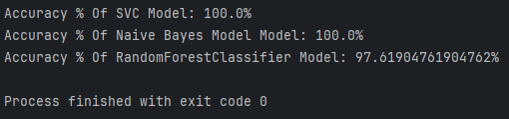 Accuracy % Of SVC Model: 100.0%
Accuracy % Of Naive Bayes Model Model: 100.0%
Accuracy % Of RandomForestClassifier Model: 97.61904761904762%
Process finished with exit code 0